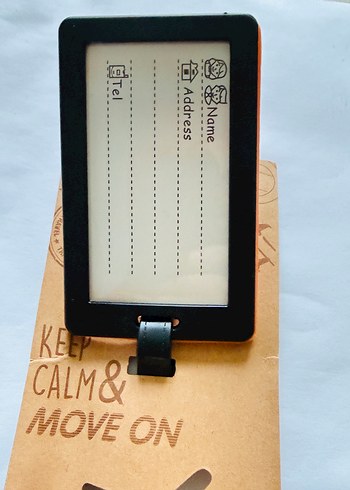 Name
Address
Tel
KEEP
CALM &
MOVE ON